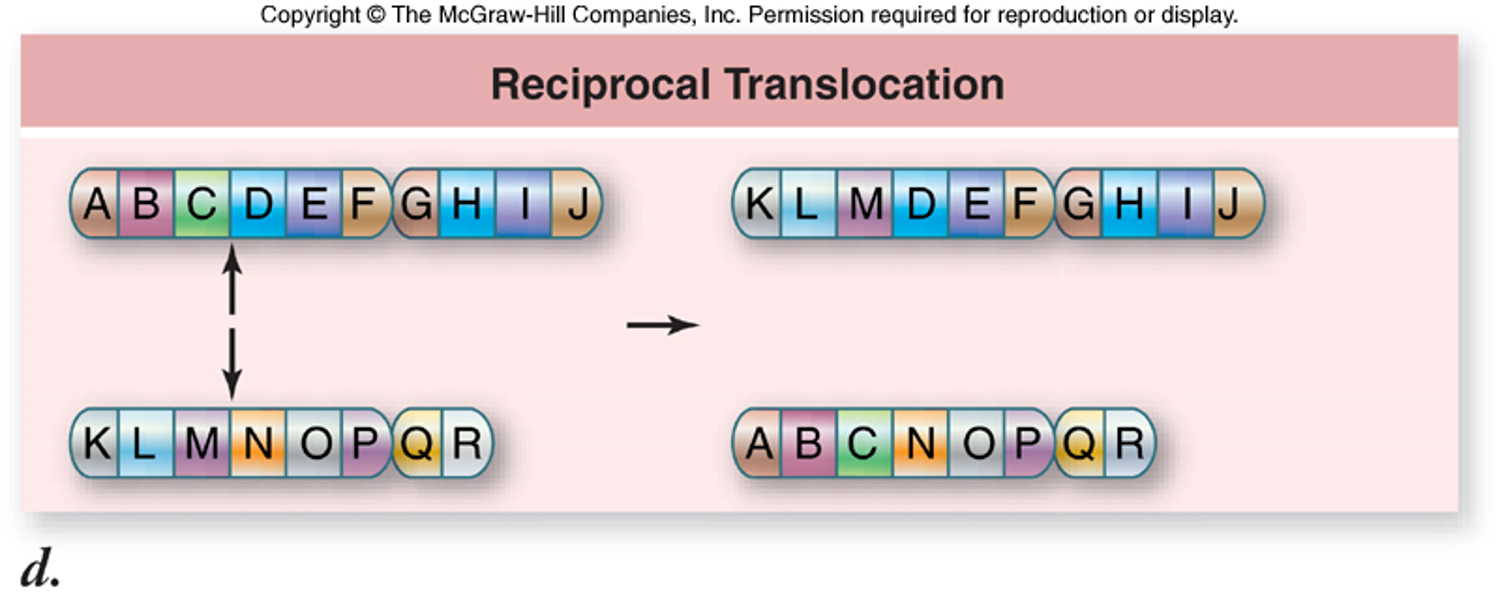 Copyright © The McGraw-Hill Companies, Inc. Permission required for reproduction or display.
Reciprocal Translocation
A B C D E F G H I J
K L M D E F G H I J
K L M N O P Q R
A B C N O P Q R
d.